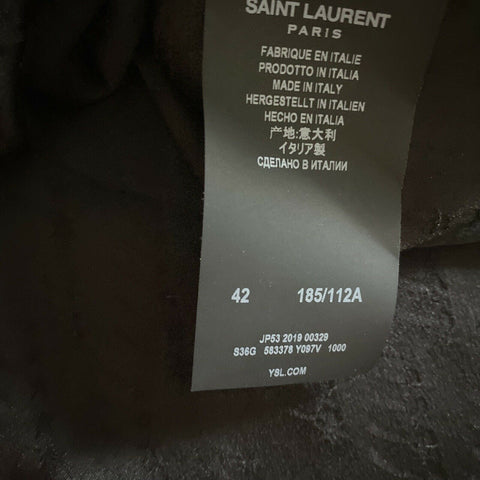 SAINT LAURENT
PARIS
FABRIQUE EN ITALIE
PRODOTTO IN ITALIA
MADE IN ITALY
HERGESTELLT IN ITALIEN
HECHO EN ITALIA
产地:意大利
イタリア製
СДЕЛАНО В ИТАЛИИ
42 185/112A
JP53 2019 00329
S36G 583378 Y097V 1000
YSL.COM